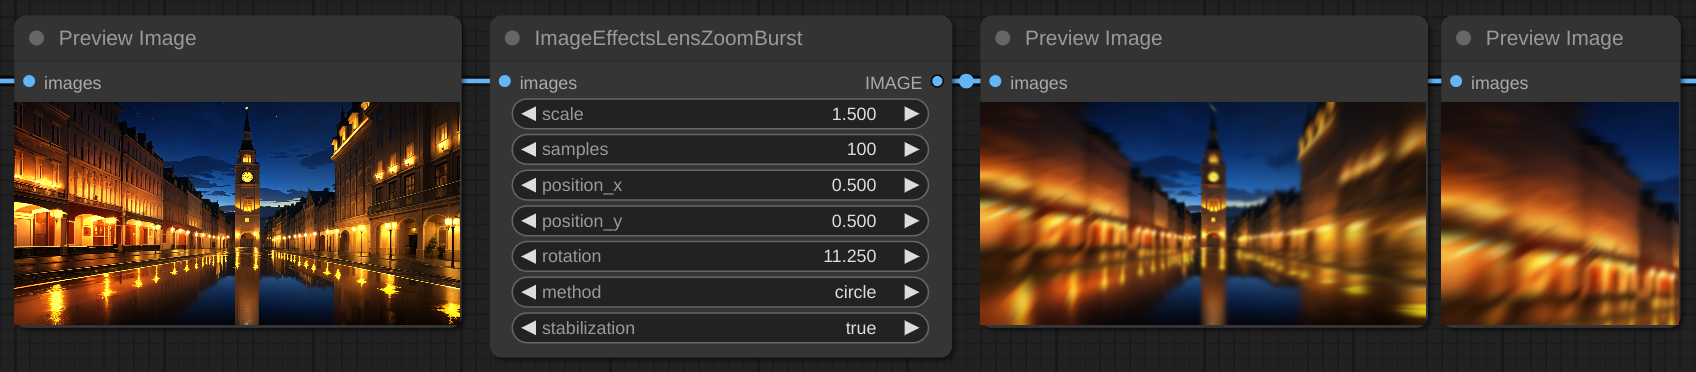 Preview Image
images
ImageEffectsLensZoomBurst
images IMAGE
scale 1.500
samples 100
position_x 0.500
position_y 0.500
rotation 11.250
method circle
stabilization true
Preview Image
images
Preview Image
images